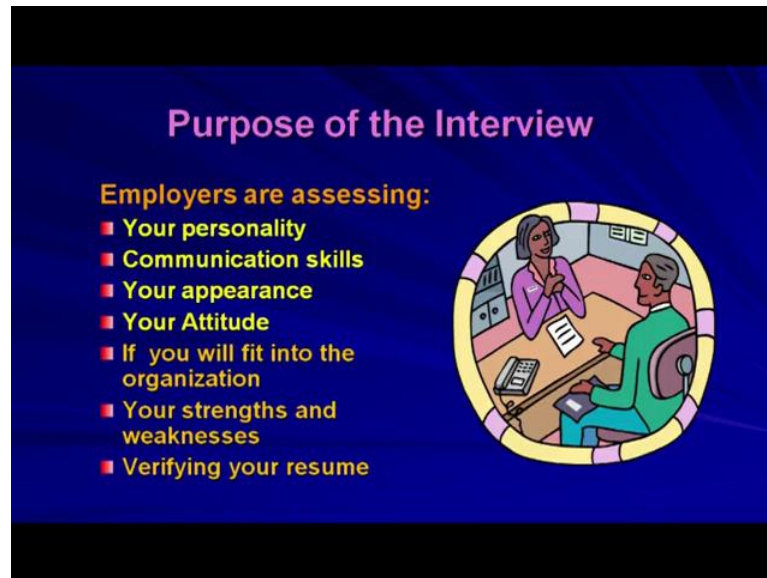 Purpose of the Interview
Employers are assessing:
Your personality
Communication skills
Your appearance
Your Attitude
If you will fit into the
organization
Your strengths and
weaknesses
Verifying your resume